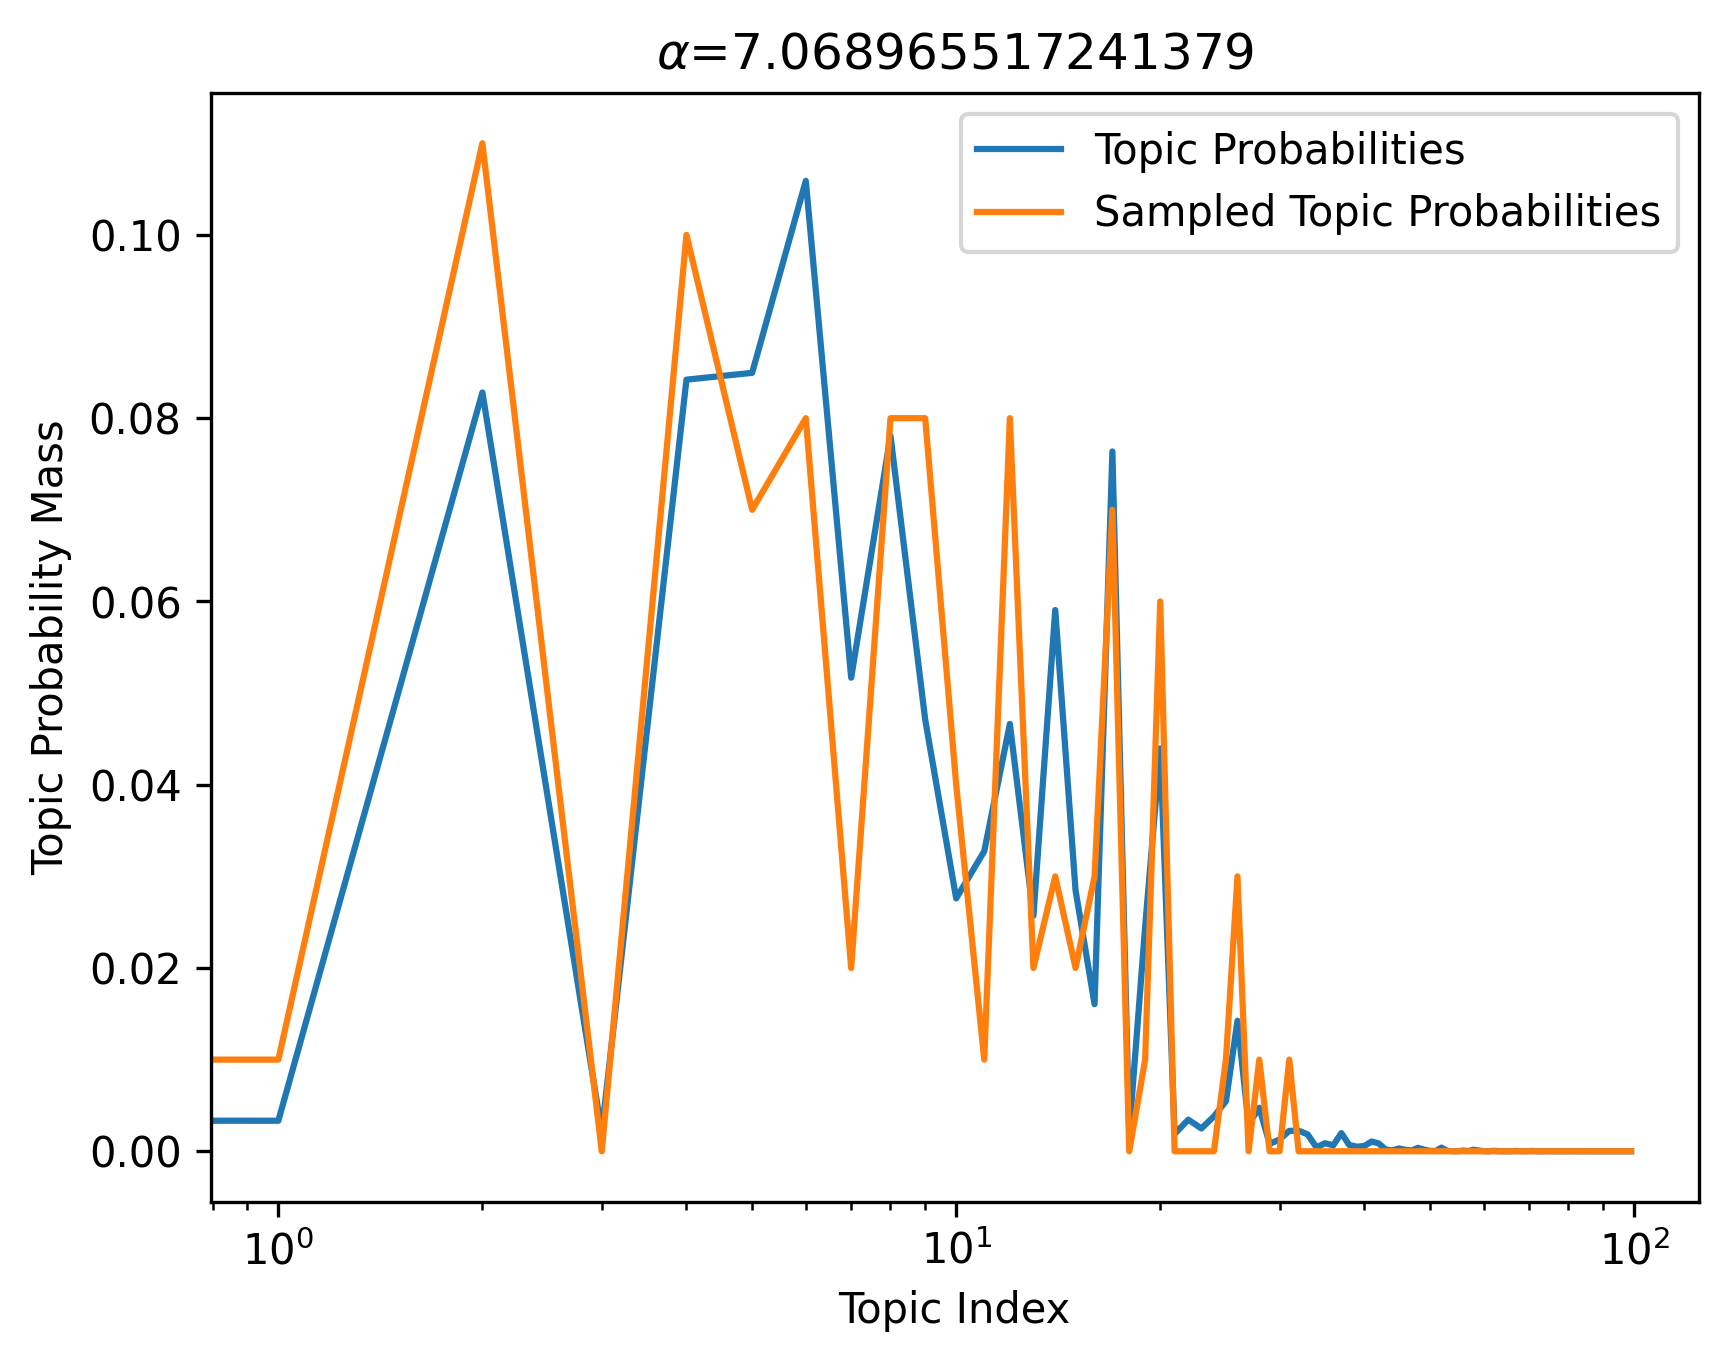 α=7.068965517241379
Topic Probabilities
Sampled Topic Probabilities
Topic Probability Mass
0.10
0.08
0.06
0.04
0.02
0.00
10⁰ 10¹ 10²
Topic Index